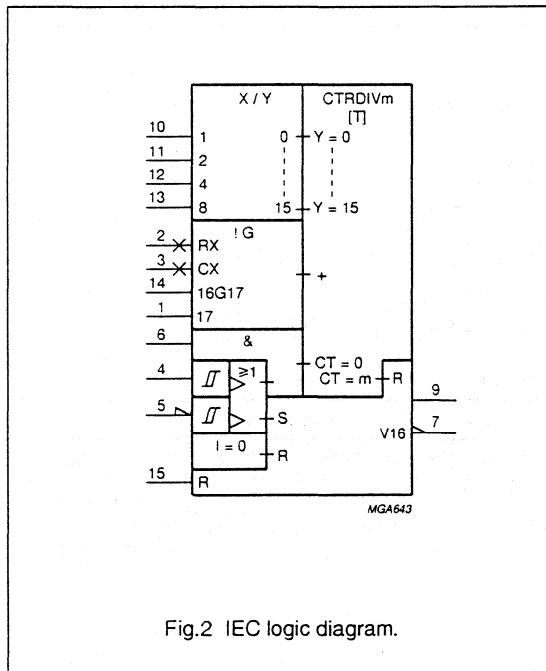 X / Y CTRDIVm
[T]
10 1 0 Y = 0
11 2
12 4
13 8 15 Y = 15
! G
2 RX
3 CX +
14 16G17
1 17
6 &
CT = 0
4 ≥1 CT = m R
9
5 S
V16 7
I = 0
R
15 R
MGA643
Fig.2 IEC logic diagram.